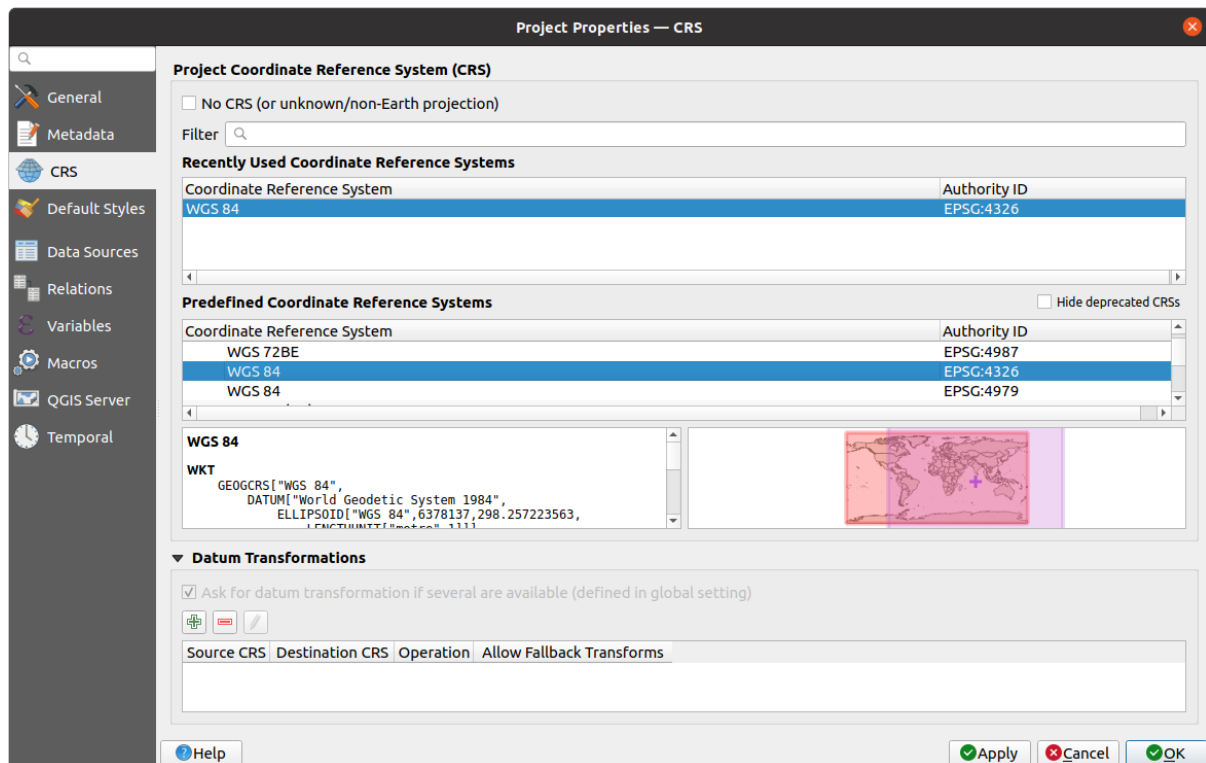 Project Properties — CRS
General
Metadata
CRS
Default Styles
Data Sources
Relations
Variables
Macros
QGIS Server
Temporal
Project Coordinate Reference System (CRS)
No CRS (or unknown/non-Earth projection)
Filter
Recently Used Coordinate Reference Systems
Coordinate Reference System Authority ID
WGS 84 EPSG:4326
Predefined Coordinate Reference Systems Hide deprecated CRSs
Coordinate Reference System Authority ID
WGS 72BE EPSG:4987
WGS 84 EPSG:4326
WGS 84 EPSG:4979
WGS 84
WKT
GEOGCRS["WGS 84",
DATUM["World Geodetic System 1984",
ELLIPSOID["WGS 84",6378137,298.257223563,
LENGTHUNIT["metre",1]]],
Datum Transformations
Ask for datum transformation if several are available (defined in global setting)
Source CRS Destination CRS Operation Allow Fallback Transforms
Help Apply Cancel OK